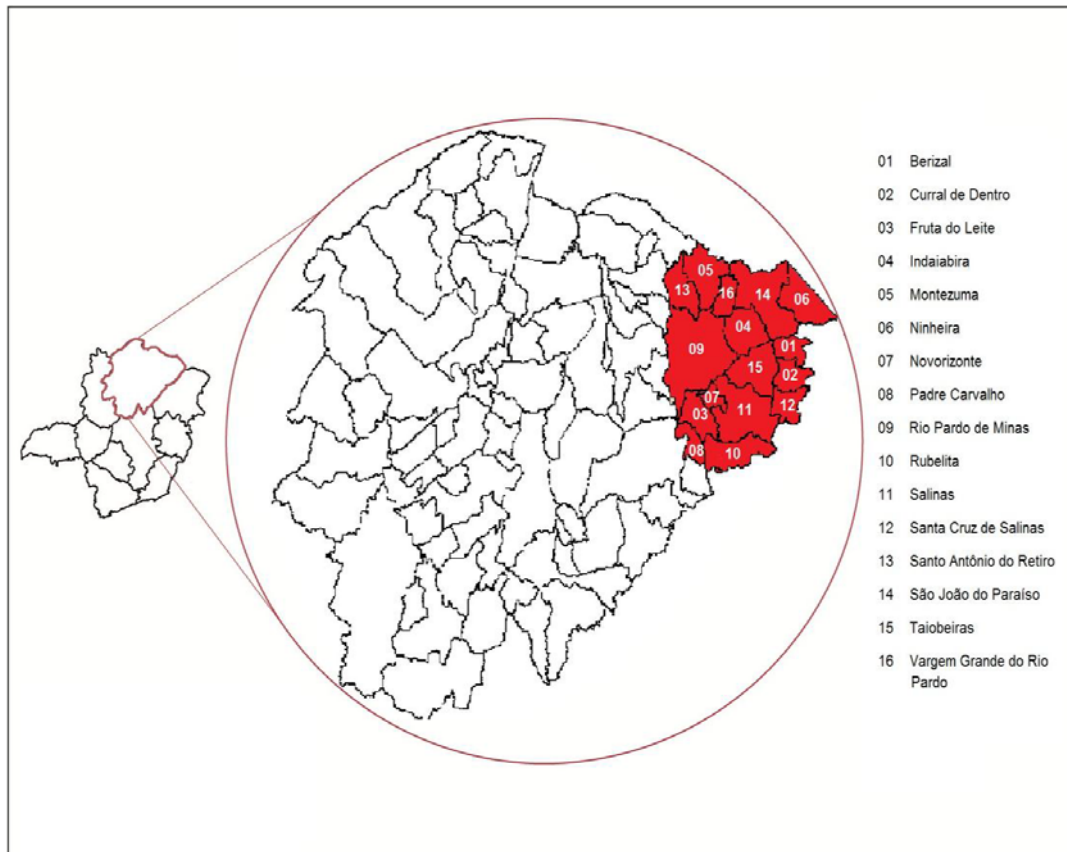 01 Berizal
02 Curral de Dentro
03 Fruta do Leite
04 Indaiabira
05 Montezuma
06 Ninheira
07 Novorizonte
08 Padre Carvalho
09 Rio Pardo de Minas
10 Rubelita
11 Salinas
12 Santa Cruz de Salinas
13 Santo Antônio do Retiro
14 São João do Paraíso
15 Taiobeiras
16 Vargem Grande do Rio
Pardo
05
13 16 14 06
04
09 01
15 02
07
03 11 12
08 10